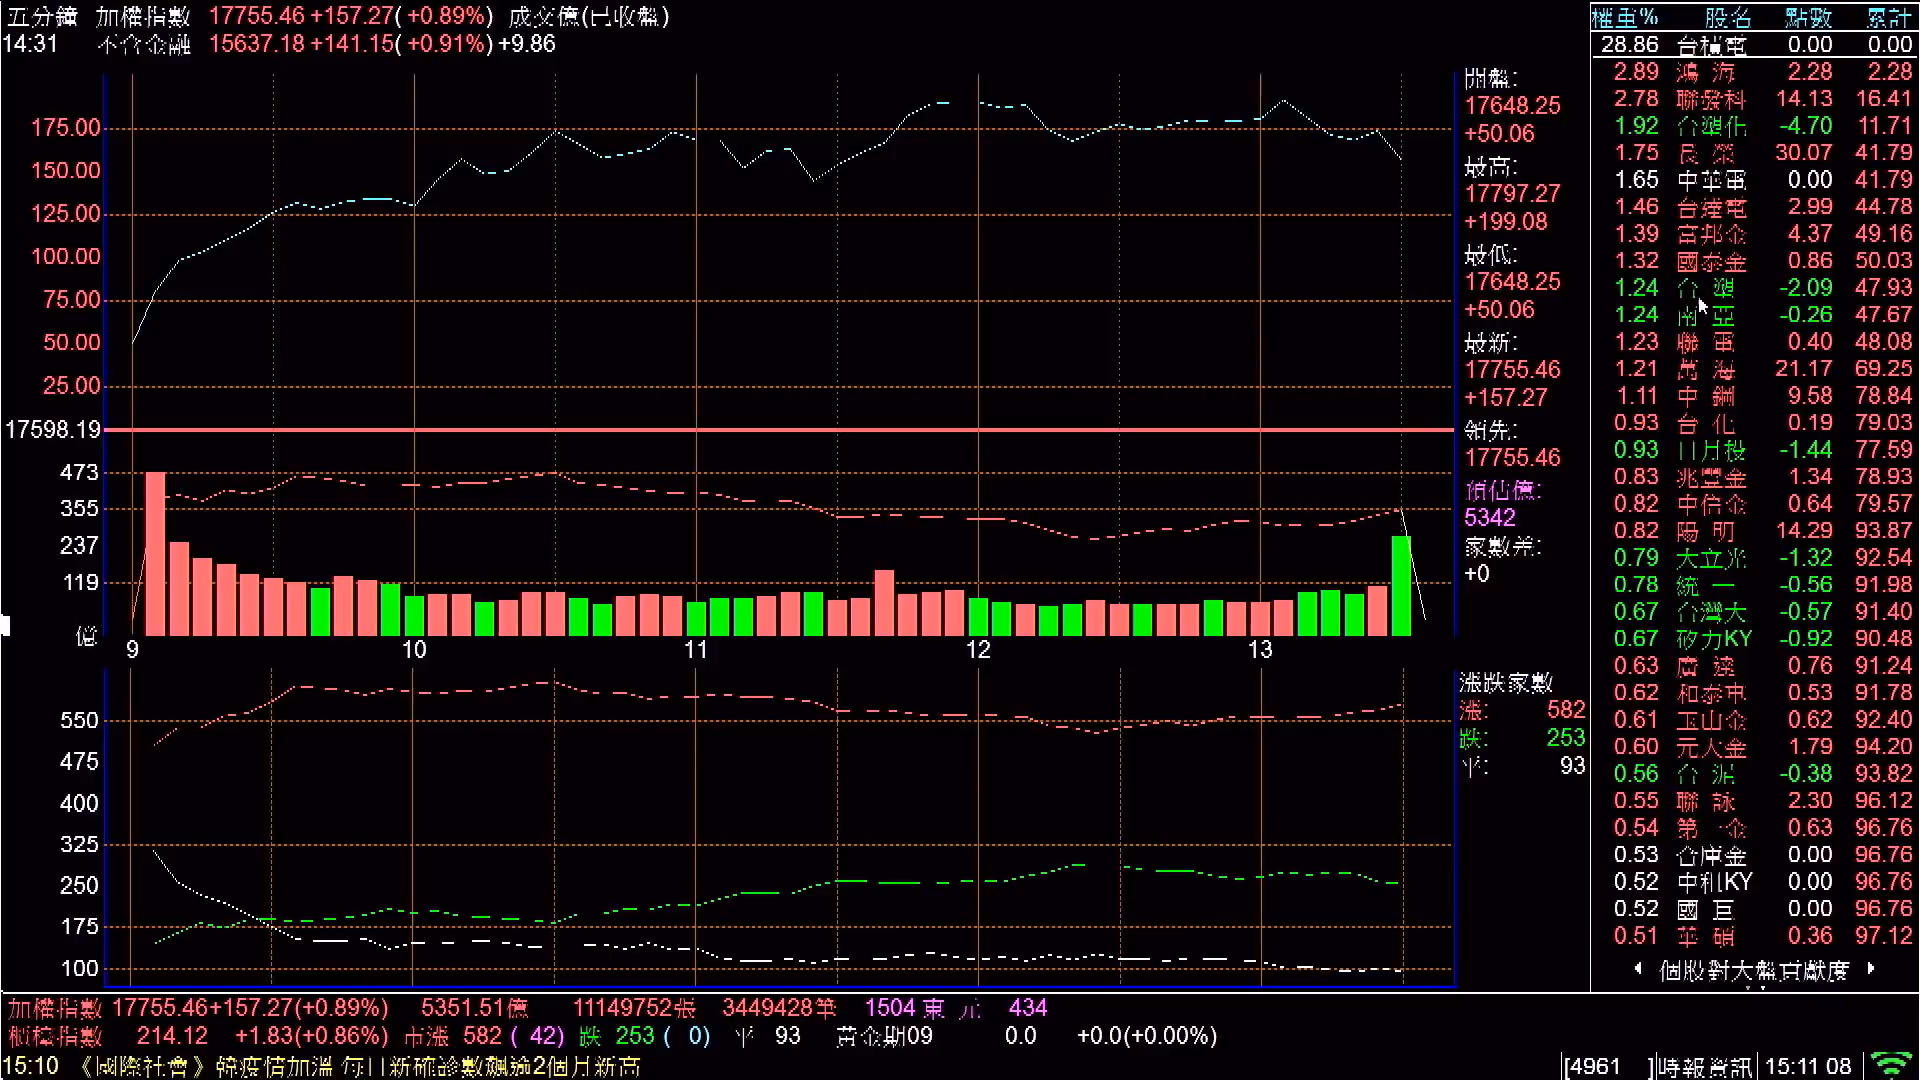 五分鐘 加權指數 17755.46 +157.27( +0.89%) 成交億(已收盤)
14:31 不含金融 15637.18 +141.15( +0.91%) +9.86
175.00
150.00
125.00
100.00
75.00
50.00
25.00
17598.19
473
355
237
119
億
9 10 11 12 13
550
475
400
325
250
175
100
開盤:
17648.25
+50.06
最高:
17797.27
+199.08
最低:
17648.25
+50.06
最新:
17755.46
+157.27
領先:
17755.46
預估億:
5342
家數差:
+0
漲跌家數
漲: 582
跌: 253
平: 93
權重% 股名 點數 累計
28.86 台積電 0.00 0.00
2.89 鴻海 2.28 2.28
2.78 聯發科 14.13 16.41
1.92 台塑化 -4.70 11.71
1.75 長榮 30.07 41.79
1.65 中華電 0.00 41.79
1.46 台達電 2.99 44.78
1.39 富邦金 4.37 49.16
1.32 國泰金 0.86 50.03
1.24 台塑 -2.09 47.93
1.24 南亞 -0.26 47.67
1.23 聯電 0.40 48.08
1.21 萬海 21.17 69.25
1.11 中鋼 9.58 78.84
0.93 台化 0.19 79.03
0.93 日月投 -1.44 77.59
0.83 兆豐金 1.34 78.93
0.82 中信金 0.64 79.57
0.82 陽明 14.29 93.87
0.79 大立光 -1.32 92.54
0.78 統一 -0.56 91.98
0.67 台灣大 -0.57 91.40
0.67 矽力KY -0.92 90.48
0.63 廣達 0.76 91.24
0.62 和泰車 0.53 91.78
0.61 玉山金 0.62 92.40
0.60 元大金 1.79 94.20
0.56 台泥 -0.38 93.82
0.55 聯詠 2.30 96.12
0.54 第一金 0.63 96.76
0.53 合庫金 0.00 96.76
0.52 中租KY 0.00 96.76
0.52 國巨 0.00 96.76
0.51 華碩 0.36 97.12
個股對大盤貢獻度
加權指數 17755.46+157.27(+0.89%) 5351.51億 11149752張 3449428筆 1504 東元 434
櫃檯指數 214.12 +1.83(+0.86%) 市漲 582 ( 42) 跌 253 ( 0) 平 93 黃金期09 0.0 +0.0(+0.00%)
15:10 《國際社會》韓疫情加溫 每日新確診數飆逾2個月新高
[4961 ]時報資訊 15:11 08